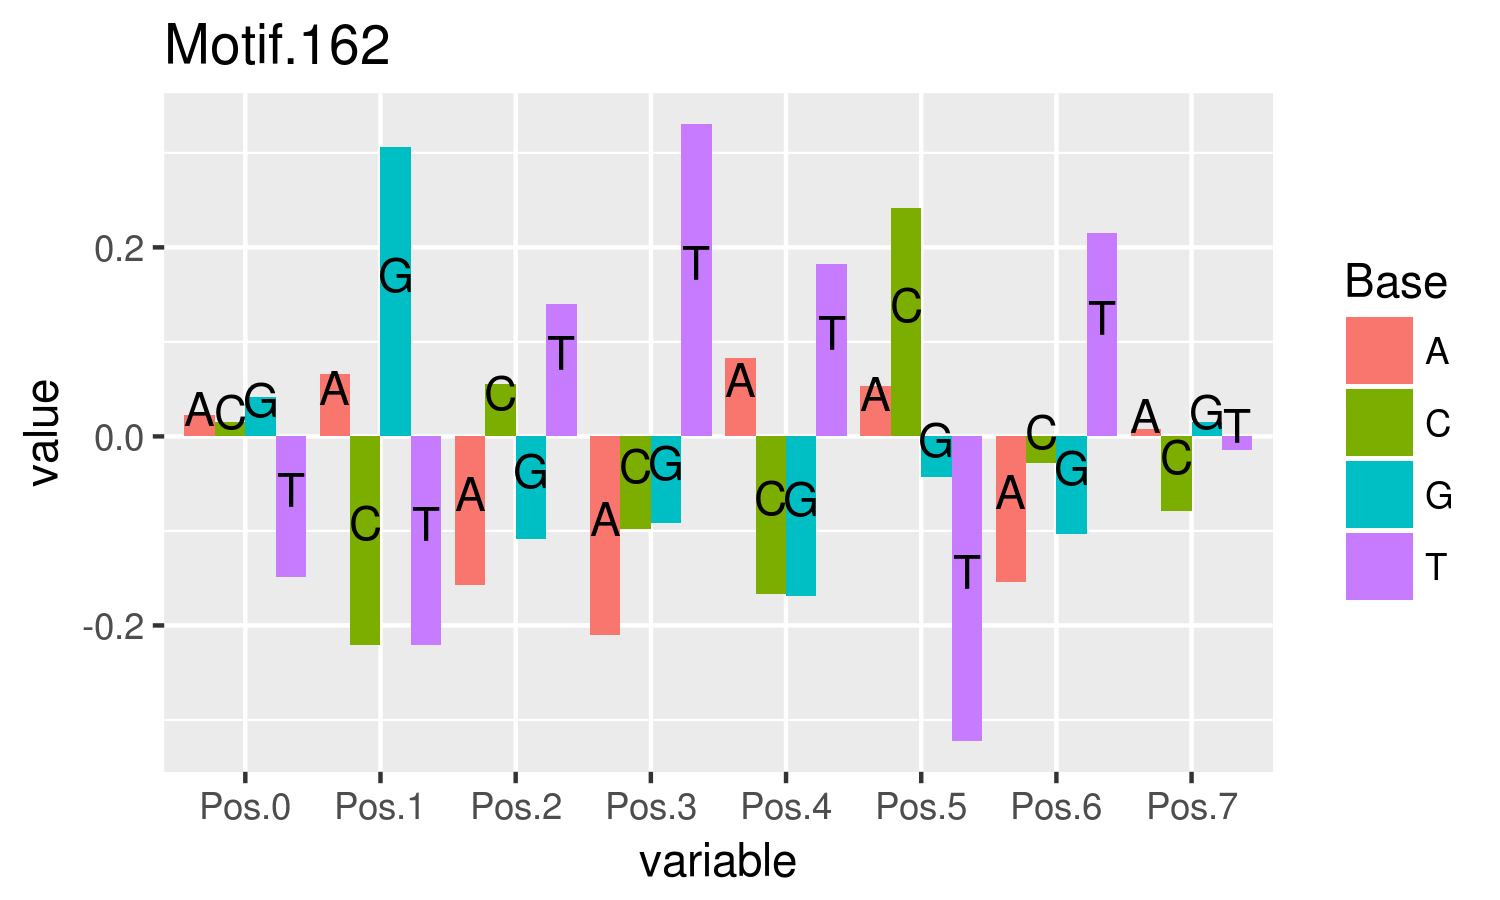 Motif.162
value
0.2
0.0
-0.2
A C G T
A C G T
A C G T
A C G T
A C G T
A C G T
A C G T
A C G T
Pos.0 Pos.1 Pos.2 Pos.3 Pos.4 Pos.5 Pos.6 Pos.7
variable
Base
A
C
G
T